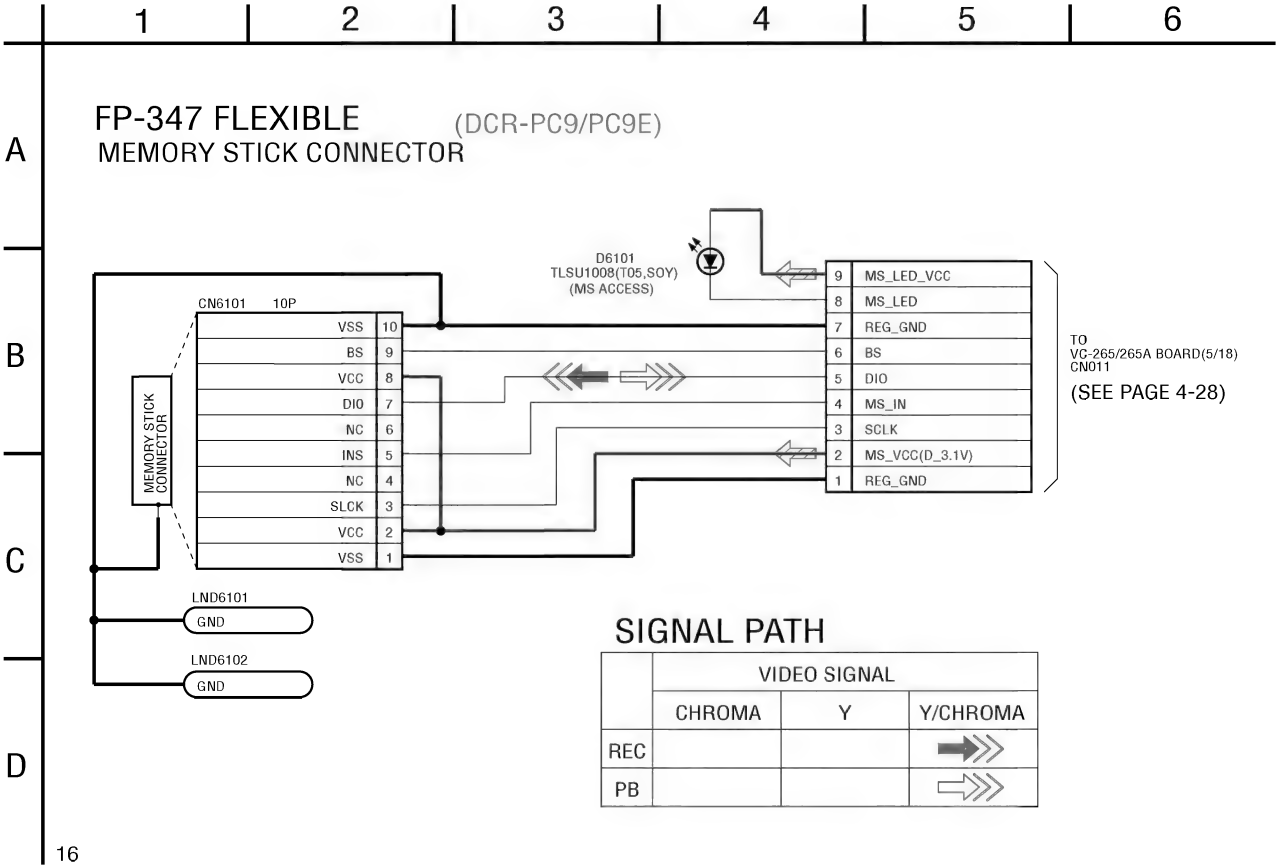 1 2 3 4 5 6
A
FP-347 FLEXIBLE (DCR-PC9/PC9E)
MEMORY STICK CONNECTOR
D6101
TLSU1008(T05,SOY)
(MS ACCESS)
9 MS_LED_VCC
8 MS_LED
7 REG_GND
6 BS
5 DIO
4 MS_IN
3 SCLK
2 MS_VCC(D_3.1V)
1 REG_GND
TO
VC-265/265A BOARD(5/18)
CN011
(SEE PAGE 4-28)
B
CN6101 10P
VSS 10
BS 9
VCC 8
DIO 7
NC 6
INS 5
NC 4
SLCK 3
VCC 2
VSS 1
MEMORY STICK
CONNECTOR
C
LND6101
GND
LND6102
GND
SIGNAL PATH
VIDEO SIGNAL
CHROMA Y Y/CHROMA
REC
PB
D
16